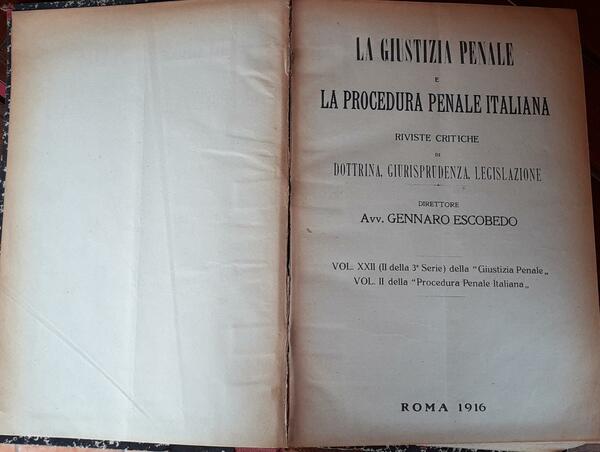 LA GIUSTIZIA PENALE
E
LA PROCEDURA PENALE ITALIANA
RIVISTE CRITICHE
DI
DOTTRINA, GIURISPRUDENZA, LEGISLAZIONE
DIRETTORE
Avv. GENNARO ESCOBEDO
VOL. XXII (II della 3ª Serie) della "Giustizia Penale„
VOL. II della "Procedura Penale Italiana„
ROMA 1916